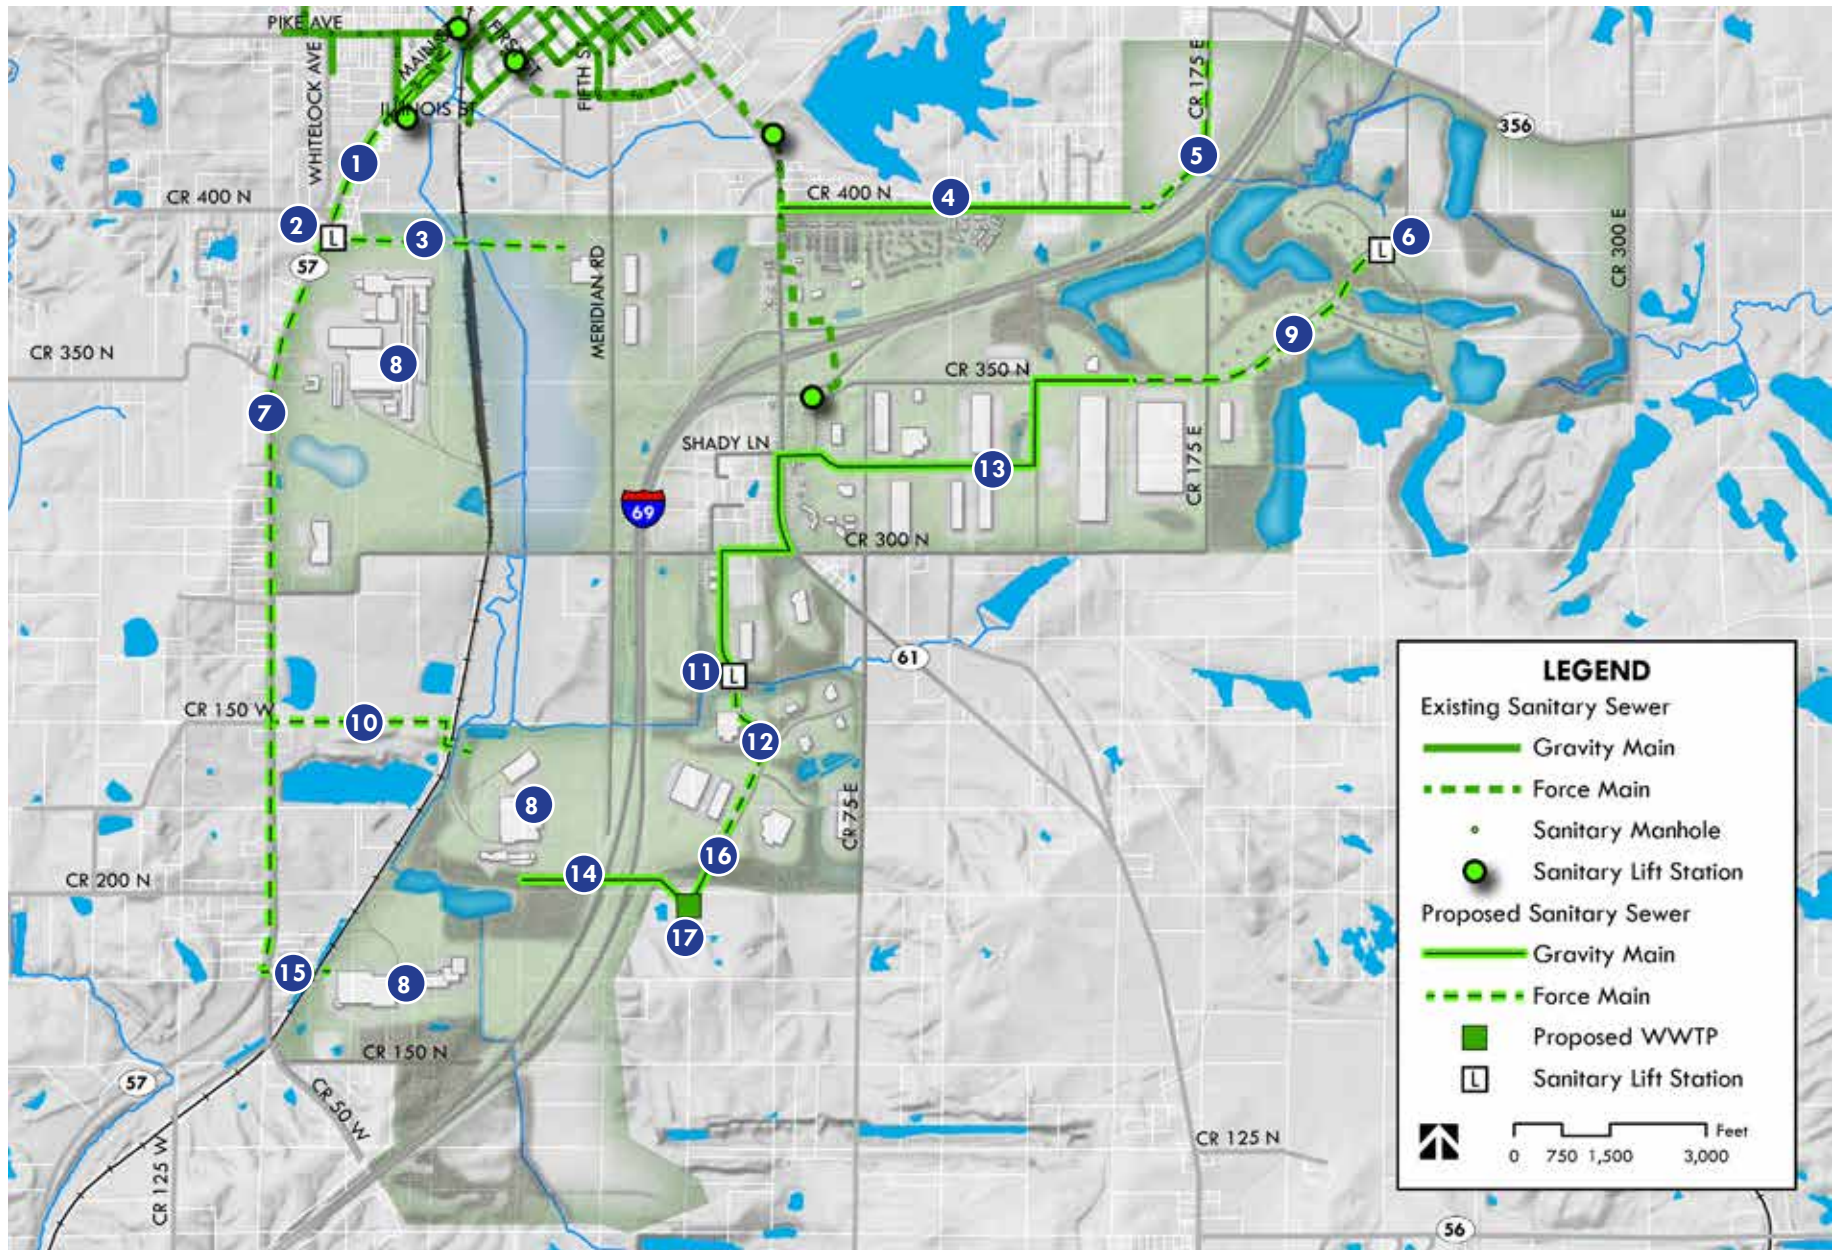 PIKE AVE
WHITELOCK AVE
MAIN ST
FIRST ST
FIFTH ST
ILLINOIS ST
CR 175 E
356
1
5
CR 400 N
CR 400 N
4
2
L
3
6
L
57
MERIDIAN RD
CR 300 E
CR 350 N
8
9
CR 350 N
7
SHADY LN
13
CR 175 E
69
CR 300 N
11
L
61
CR 150 W
10
12
8
CR 75 E
16
14
CR 200 N
17
15
8
CR 150 N
57
CR 50 W
CR 125 W
CR 125 N
56
LEGEND
Existing Sanitary Sewer
Gravity Main
Force Main
Sanitary Manhole
Sanitary Lift Station
Proposed Sanitary Sewer
Gravity Main
Force Main
Proposed WWTP
L Sanitary Lift Station
Feet
0 750 1,500 3,000